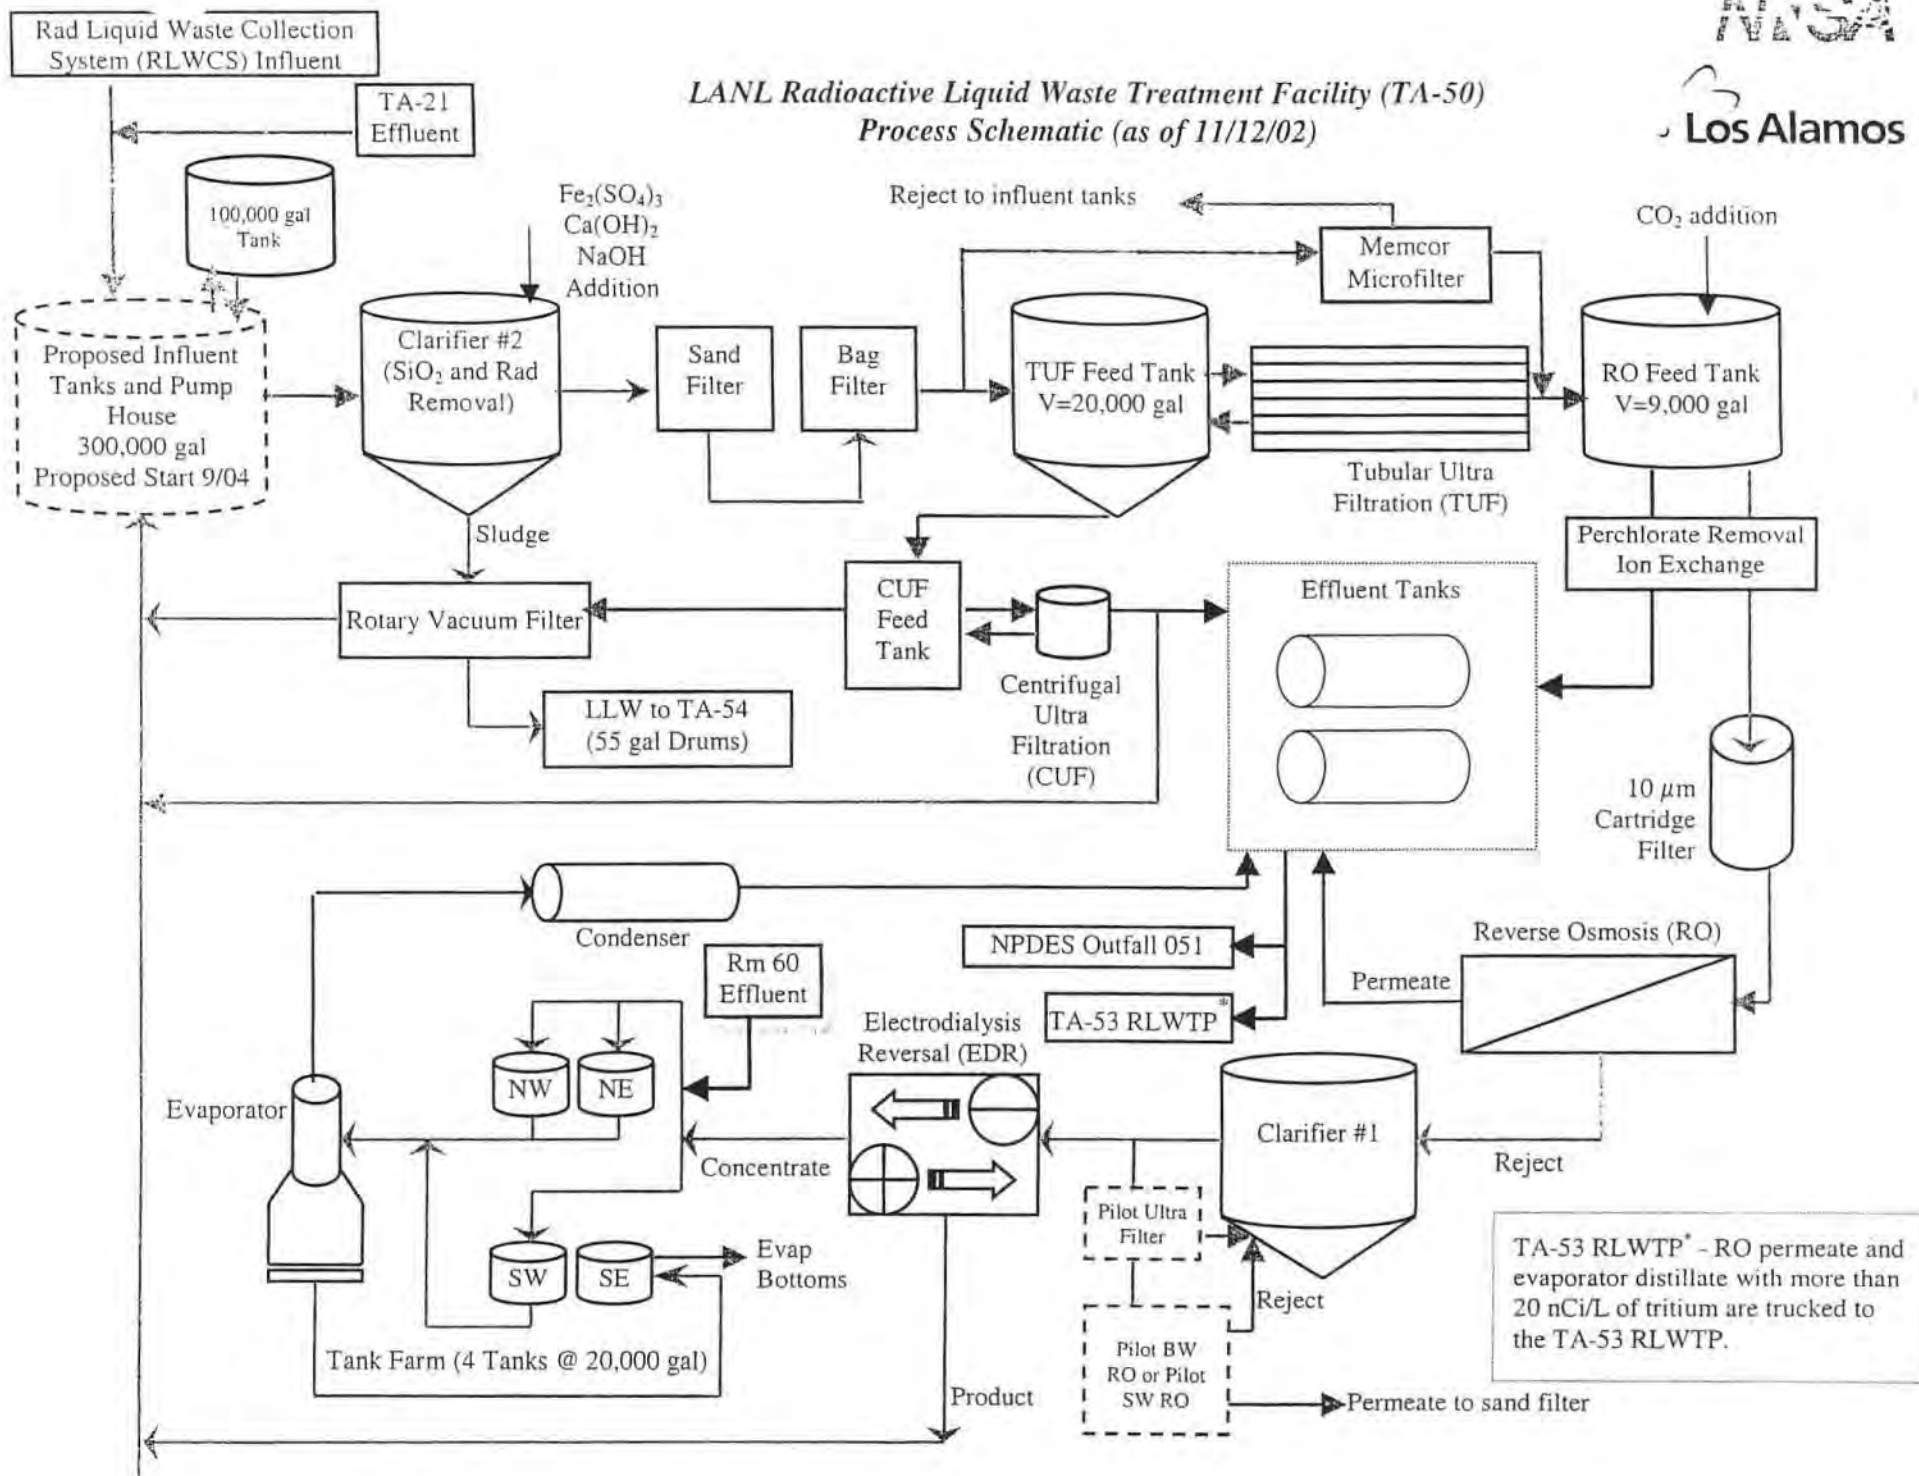 NNSA
Los Alamos
LANL Radioactive Liquid Waste Treatment Facility (TA-50)
Process Schematic (as of 11/12/02)
Rad Liquid Waste Collection
System (RLWCS) Influent
TA-21
Effluent
100,000 gal
Tank
Proposed Influent
Tanks and Pump
House
300,000 gal
Proposed Start 9/04
Fe₂(SO₄)₃
Ca(OH)₂
NaOH
Addition
Clarifier #2
(SiO₂ and Rad
Removal)
Sand
Filter
Bag
Filter
Reject to influent tanks
Memcor
Microfilter
CO₂ addition
TUF Feed Tank
V=20,000 gal
Tubular Ultra
Filtration (TUF)
RO Feed Tank
V=9,000 gal
Perchlorate Removal
Ion Exchange
Sludge
Rotary Vacuum Filter
CUF
Feed
Tank
Centrifugal
Ultra
Filtration
(CUF)
Effluent Tanks
LLW to TA-54
(55 gal Drums)
10 µm
Cartridge
Filter
Condenser
NPDES Outfall 051
TA-53 RLWTP*
Permeate
Reverse Osmosis (RO)
Rm 60
Effluent
Electrodialysis
Reversal (EDR)
Evaporator
NW
NE
Concentrate
Clarifier #1
Reject
SW
SE
Evap
Bottoms
Pilot Ultra
Filter
Reject
Tank Farm (4 Tanks @ 20,000 gal)
Pilot BW
RO or Pilot
SW RO
Product
Permeate to sand filter
TA-53 RLWTP* - RO permeate and
evaporator distillate with more than
20 nCi/L of tritium are trucked to
the TA-53 RLWTP.